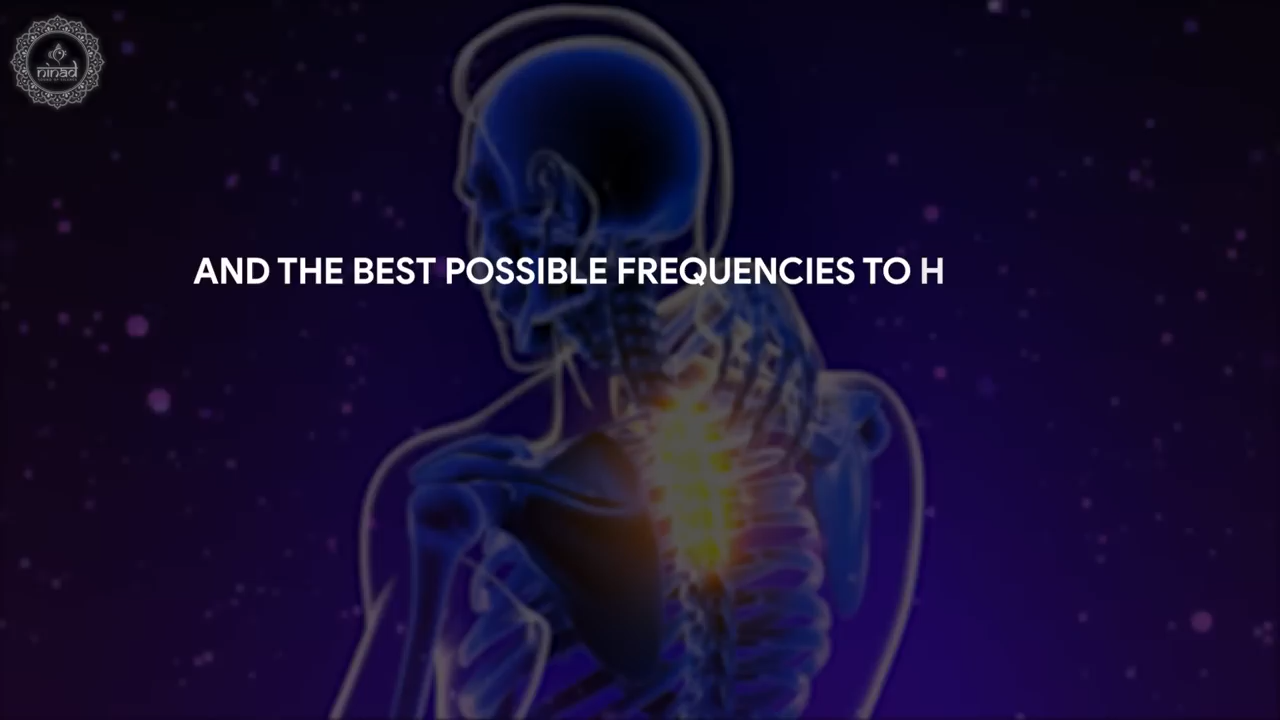 ninad
AND THE BEST POSSIBLE FREQUENCIES TO H